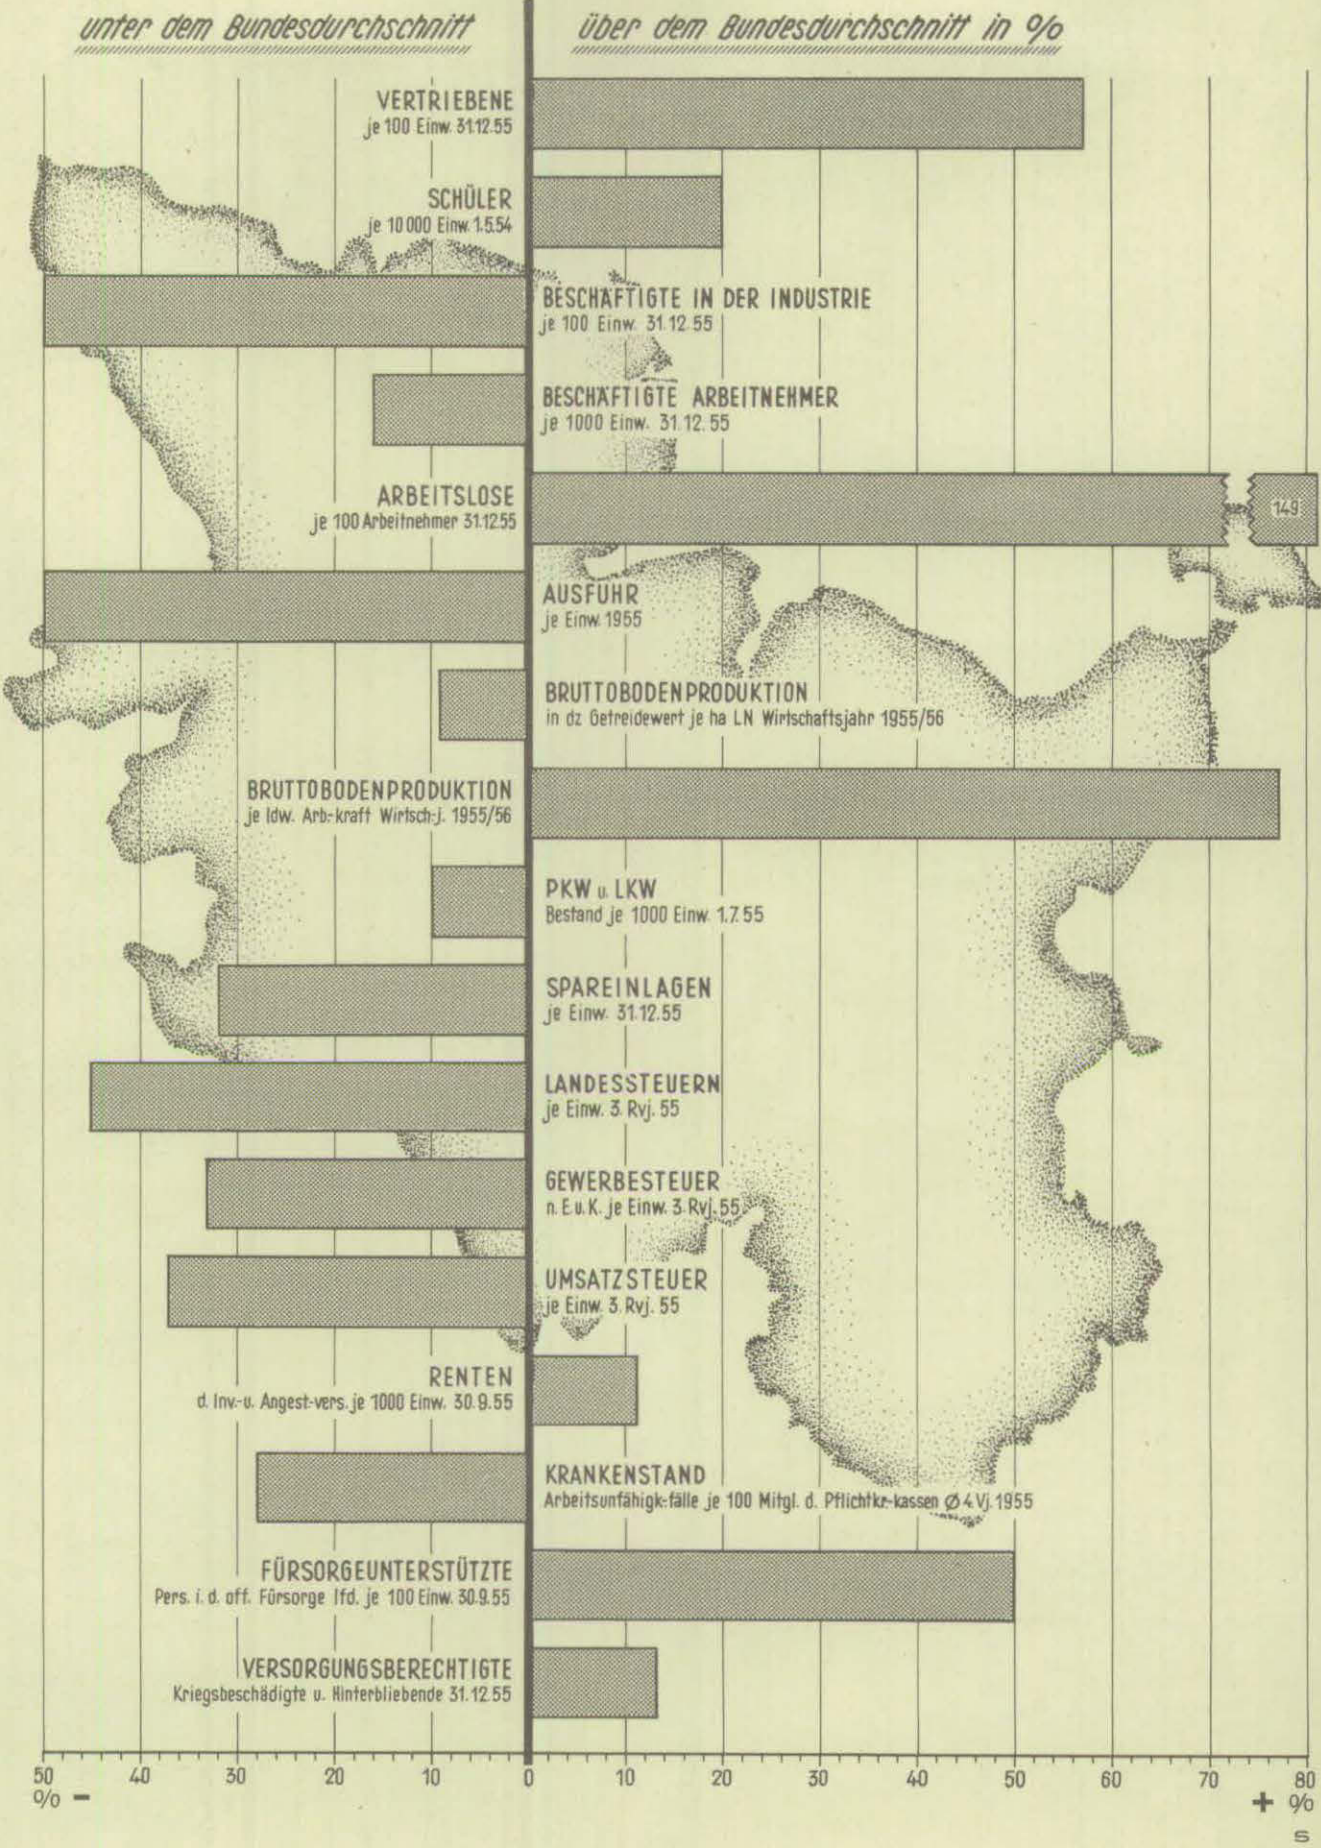 unter dem Bundesdurchschnitt
über dem Bundesdurchschnitt in %
VERTRIEBENE
je 100 Einw. 31.12.55
SCHÜLER
je 10 000 Einw. 1.5.54
BESCHÄFTIGTE IN DER INDUSTRIE
je 100 Einw. 31.12.55
BESCHÄFTIGTE ARBEITNEHMER
je 1000 Einw. 31.12.55
ARBEITSLOSE
je 100 Arbeitnehmer 31.12.55
149
AUSFUHR
je Einw. 1955
BRUTTOBODENPRODUKTION
in dz Getreidewert je ha LN Wirtschaftsjahr 1955/56
BRUTTOBODENPRODUKTION
je ldw. Arb.-kraft Wirtsch.-j. 1955/56
PKW u. LKW
Bestand je 1000 Einw. 1.7.55
SPAREINLAGEN
je Einw. 31.12.55
LANDESSTEUERN
je Einw. 3. Rvj. 55
GEWERBESTEUER
n. E. u. K. je Einw. 3. Rvj. 55
UMSATZSTEUER
je Einw. 3. Rvj. 55
RENTEN
d. Inv.- u. Angest.-vers. je 1000 Einw. 30.9.55
KRANKENSTAND
Arbeitsunfähigk.-fälle je 100 Mitgl. d. Pflichtkr.-kassen Ø 4. Vj. 1955
FÜRSORGEUNTERSTÜTZTE
Pers. i. d. off. Fürsorge lfd. je 100 Einw. 30.9.55
VERSORGUNGSBERECHTIGTE
Kriegsbeschädigte u. Hinterbliebende 31.12.55
50 40 30 20 10 0 10 20 30 40 50 60 70 80
% − + %
S